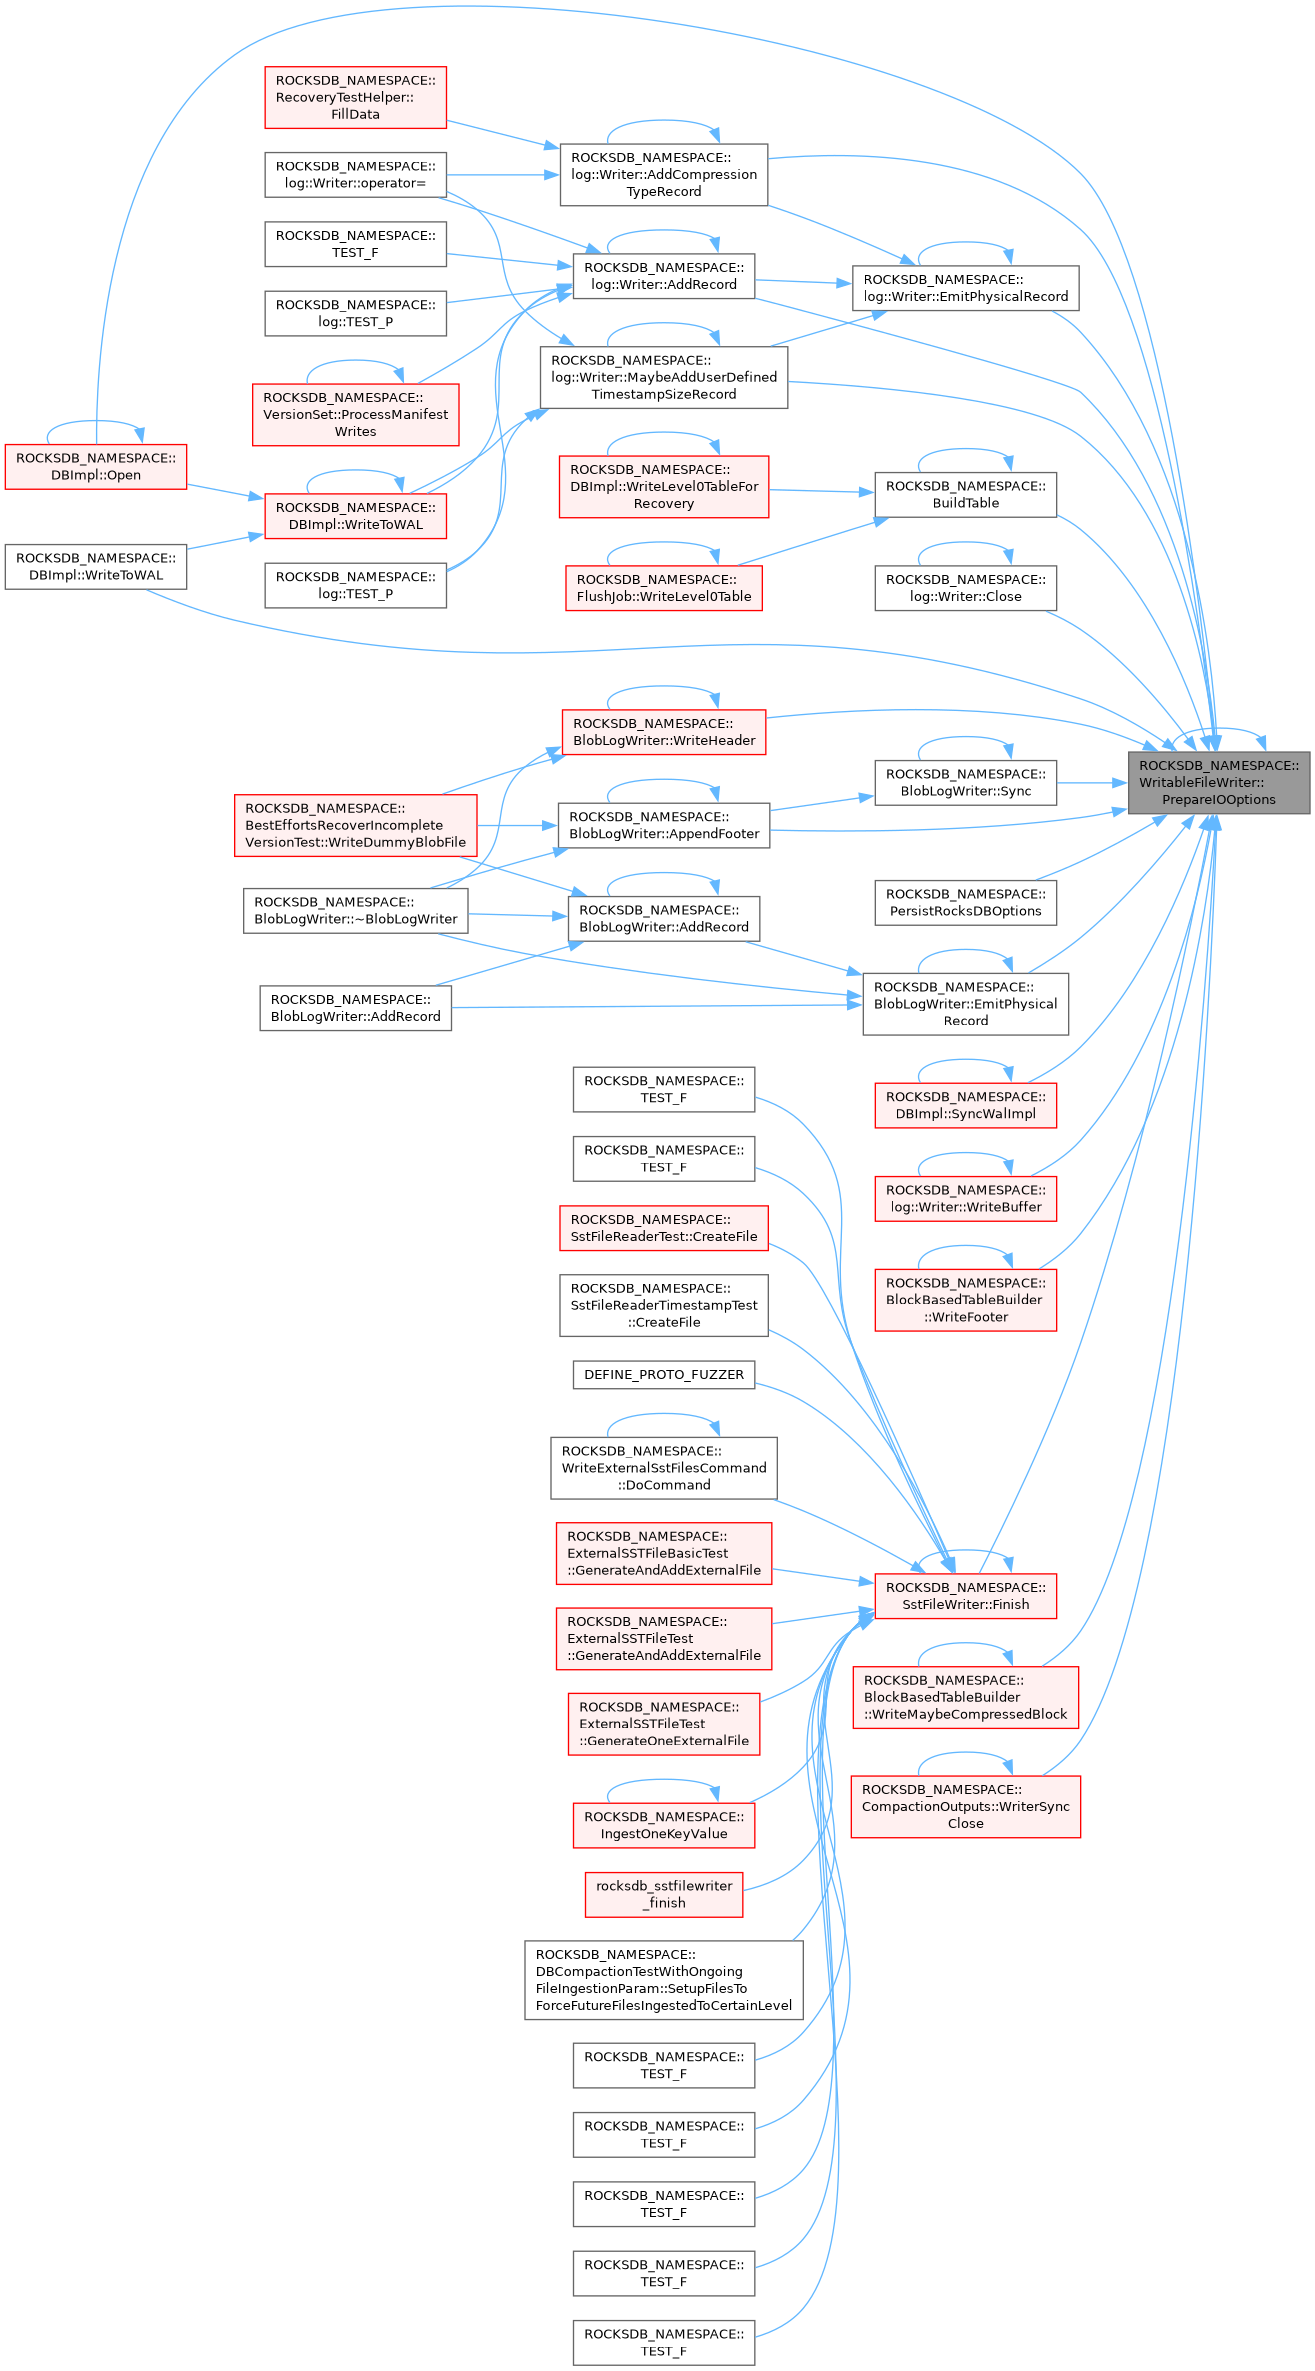 ROCKSDB_NAMESPACE::
RecoveryTestHelper::
FillData
ROCKSDB_NAMESPACE::
log::Writer::operator=
ROCKSDB_NAMESPACE::
TEST_F
ROCKSDB_NAMESPACE::
log::TEST_P
ROCKSDB_NAMESPACE::
VersionSet::ProcessManifest
Writes
ROCKSDB_NAMESPACE::
DBImpl::Open
ROCKSDB_NAMESPACE::
DBImpl::WriteToWAL
ROCKSDB_NAMESPACE::
DBImpl::WriteToWAL
ROCKSDB_NAMESPACE::
log::TEST_P
ROCKSDB_NAMESPACE::
log::Writer::AddCompression
TypeRecord
ROCKSDB_NAMESPACE::
log::Writer::AddRecord
ROCKSDB_NAMESPACE::
log::Writer::EmitPhysicalRecord
ROCKSDB_NAMESPACE::
log::Writer::MaybeAddUserDefined
TimestampSizeRecord
ROCKSDB_NAMESPACE::
DBImpl::WriteLevel0TableFor
Recovery
ROCKSDB_NAMESPACE::
BuildTable
ROCKSDB_NAMESPACE::
FlushJob::WriteLevel0Table
ROCKSDB_NAMESPACE::
log::Writer::Close
ROCKSDB_NAMESPACE::
BlobLogWriter::WriteHeader
ROCKSDB_NAMESPACE::
BlobLogWriter::Sync
ROCKSDB_NAMESPACE::
WritableFileWriter::
PrepareIOOptions
ROCKSDB_NAMESPACE::
BestEffortsRecoverIncomplete
VersionTest::WriteDummyBlobFile
ROCKSDB_NAMESPACE::
BlobLogWriter::AppendFooter
ROCKSDB_NAMESPACE::
BlobLogWriter::~BlobLogWriter
ROCKSDB_NAMESPACE::
BlobLogWriter::AddRecord
ROCKSDB_NAMESPACE::
PersistRocksDBOptions
ROCKSDB_NAMESPACE::
BlobLogWriter::AddRecord
ROCKSDB_NAMESPACE::
BlobLogWriter::EmitPhysical
Record
ROCKSDB_NAMESPACE::
TEST_F
ROCKSDB_NAMESPACE::
DBImpl::SyncWalImpl
ROCKSDB_NAMESPACE::
TEST_F
ROCKSDB_NAMESPACE::
log::Writer::WriteBuffer
ROCKSDB_NAMESPACE::
SstFileReaderTest::CreateFile
ROCKSDB_NAMESPACE::
BlockBasedTableBuilder
::WriteFooter
ROCKSDB_NAMESPACE::
SstFileReaderTimestampTest
::CreateFile
DEFINE_PROTO_FUZZER
ROCKSDB_NAMESPACE::
WriteExternalSstFilesCommand
::DoCommand
ROCKSDB_NAMESPACE::
ExternalSSTFileBasicTest
::GenerateAndAddExternalFile
ROCKSDB_NAMESPACE::
SstFileWriter::Finish
ROCKSDB_NAMESPACE::
ExternalSSTFileTest
::GenerateAndAddExternalFile
ROCKSDB_NAMESPACE::
BlockBasedTableBuilder
::WriteMaybeCompressedBlock
ROCKSDB_NAMESPACE::
ExternalSSTFileTest
::GenerateOneExternalFile
ROCKSDB_NAMESPACE::
CompactionOutputs::WriterSync
Close
ROCKSDB_NAMESPACE::
IngestOneKeyValue
rocksdb_sstfilewriter
_finish
ROCKSDB_NAMESPACE::
DBCompactionTestWithOngoing
FileIngestionParam::SetupFilesTo
ForceFutureFilesIngestedToCertainLevel
ROCKSDB_NAMESPACE::
TEST_F
ROCKSDB_NAMESPACE::
TEST_F
ROCKSDB_NAMESPACE::
TEST_F
ROCKSDB_NAMESPACE::
TEST_F
ROCKSDB_NAMESPACE::
TEST_F